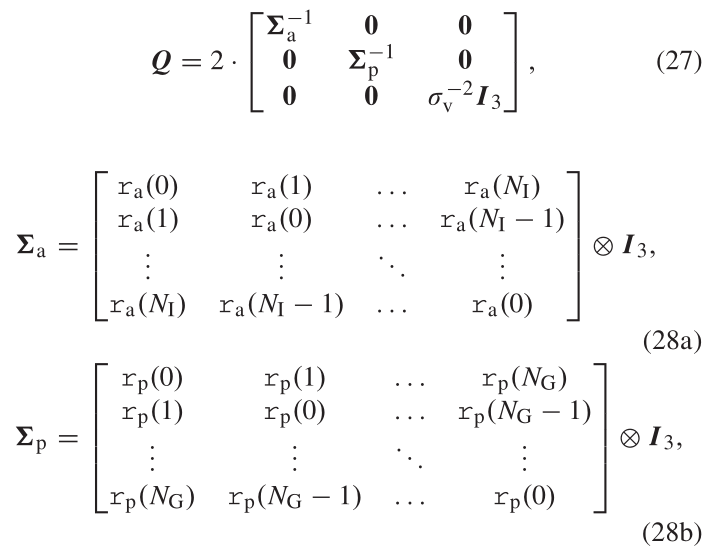 Q = 2 · [ Σ_a^{-1} 0 0
0 Σ_p^{-1} 0
0 0 σ_v^{-2} I_3 ] , (27)
Σ_a = [ r_a(0) r_a(1) … r_a(N_I)
r_a(1) r_a(0) … r_a(N_I − 1)
⋮ ⋮ ⋱ ⋮
r_a(N_I) r_a(N_I − 1) … r_a(0) ] ⊗ I_3,
(28a)
Σ_p = [ r_p(0) r_p(1) … r_p(N_G)
r_p(1) r_p(0) … r_p(N_G − 1)
⋮ ⋮ ⋱ ⋮
r_p(N_G) r_p(N_G − 1) … r_p(0) ] ⊗ I_3,
(28b)